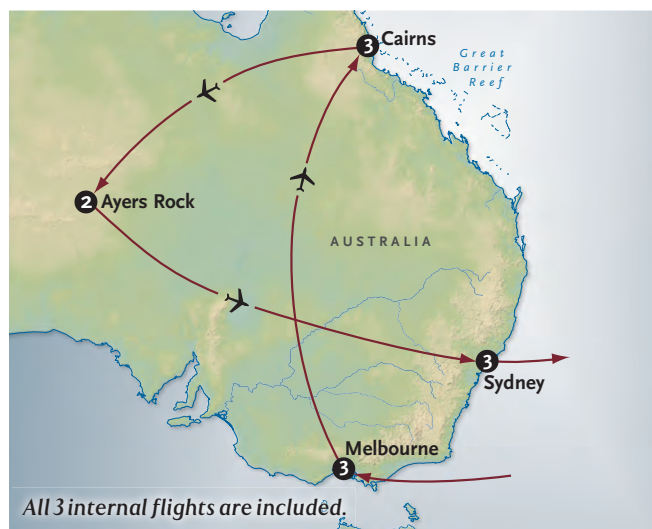 3 Cairns
Great
Barrier
Reef
2 Ayers Rock
AUSTRALIA
3
Sydney
Melbourne
3
All 3 internal flights are included.